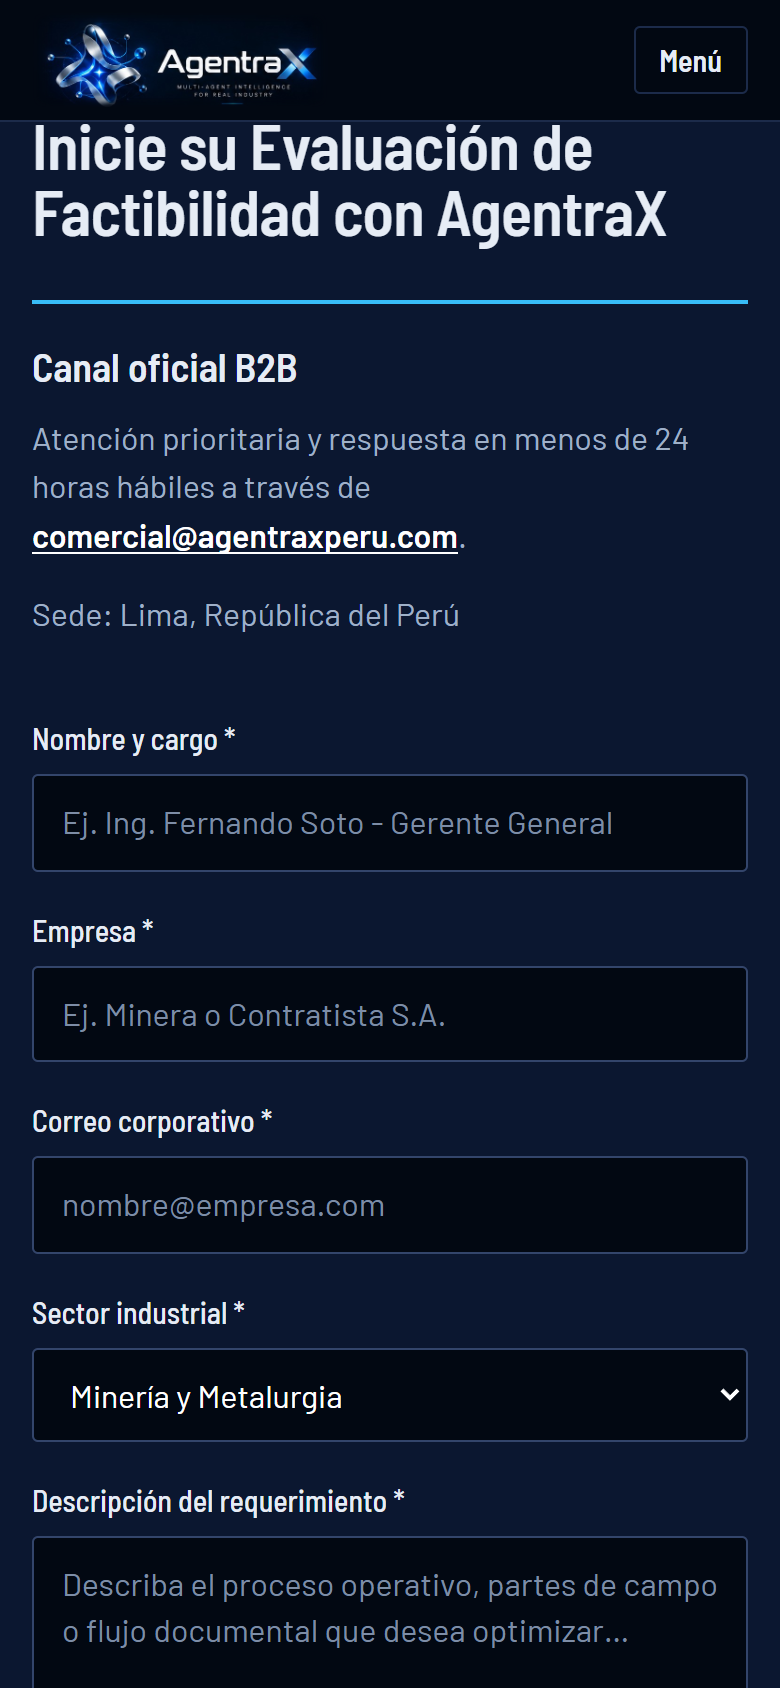 AgentraX
MULTI-AGENT INTELLIGENCE
FOR REAL INDUSTRY
Menú
Inicie su Evaluación de
Factibilidad con AgentraX
Canal oficial B2B
Atención prioritaria y respuesta en menos de 24
horas hábiles a través de
comercial@agentraxperu.com.
Sede: Lima, República del Perú
Nombre y cargo *
Ej. Ing. Fernando Soto - Gerente General
Empresa *
Ej. Minera o Contratista S.A.
Correo corporativo *
nombre@empresa.com
Sector industrial *
Minería y Metalurgia
Descripción del requerimiento *
Describa el proceso operativo, partes de campo
o flujo documental que desea optimizar...